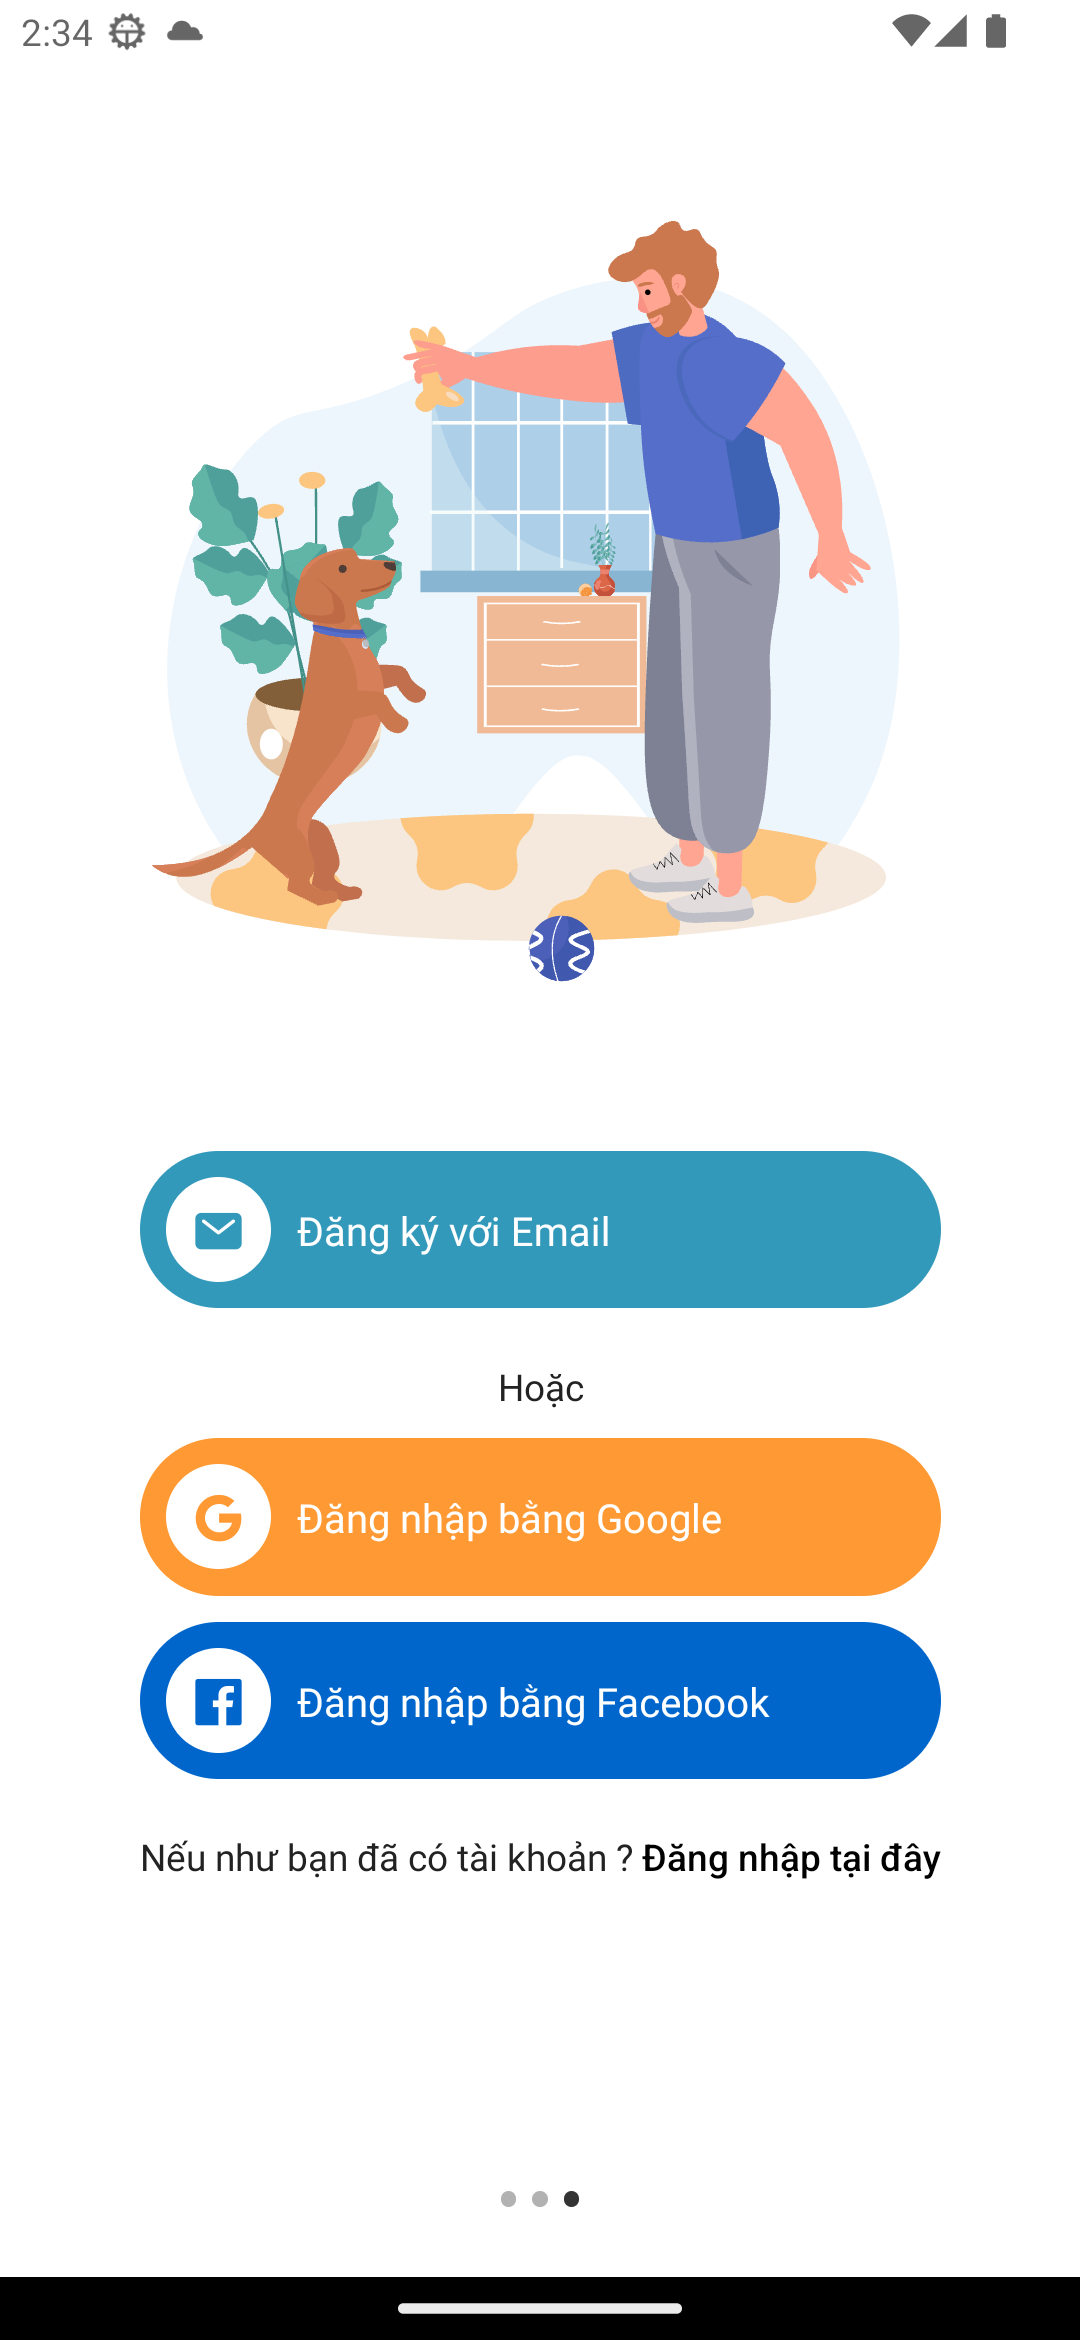 2:34
Đăng ký với Email
Hoặc
Đăng nhập bằng Google
Đăng nhập bằng Facebook
Nếu như bạn đã có tài khoản ? Đăng nhập tại đây